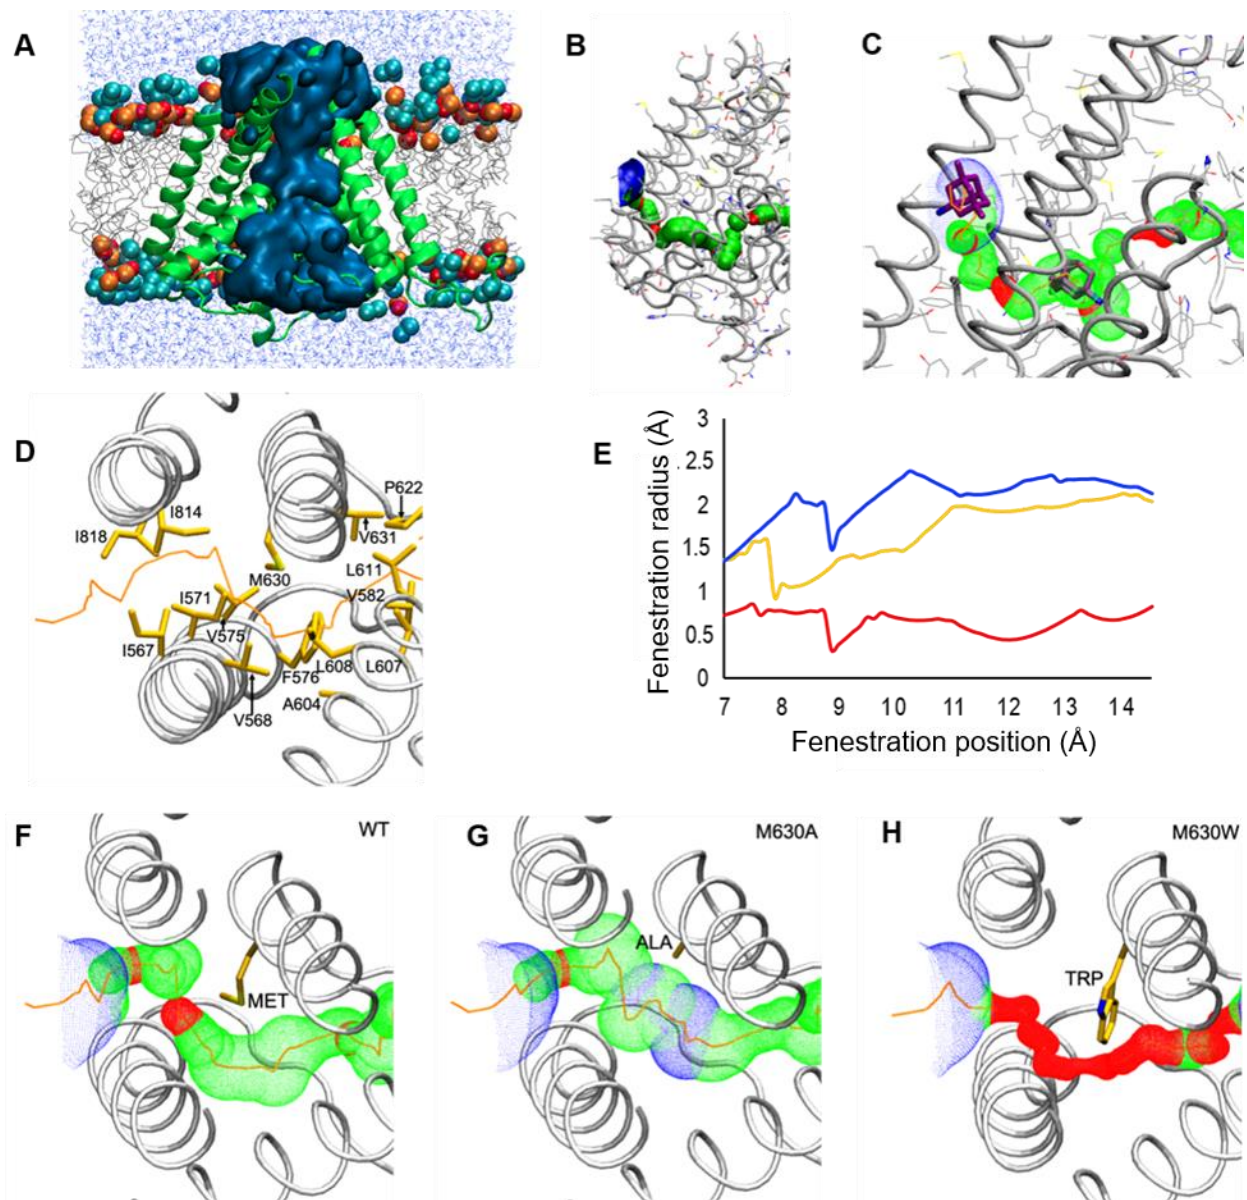 A
B
C
D
I818
I814
P622
V631
M630
L611
V582
I571
V575
I567
F576
L608
L607
A604
V568
E
Fenestration radius (Å)
3
2.5
2
1.5
1
0.5
0
7 8 9 10 11 12 13 14
Fenestration position (Å)
F
WT
MET
G
M630A
ALA
H
M630W
TRP